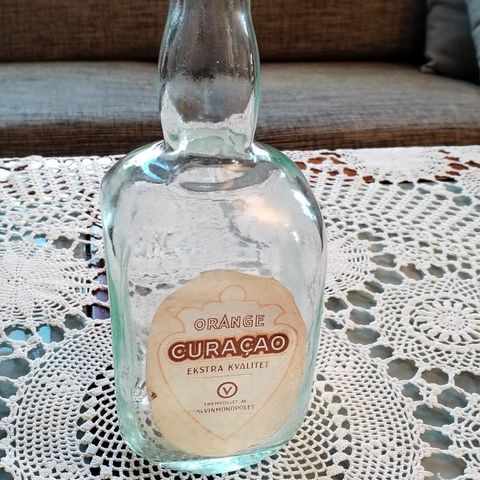 ORANGE
CURAÇAO
EKSTRA KVALITET
V
FREMSTILLET AV
A/S VINMONOPOLET